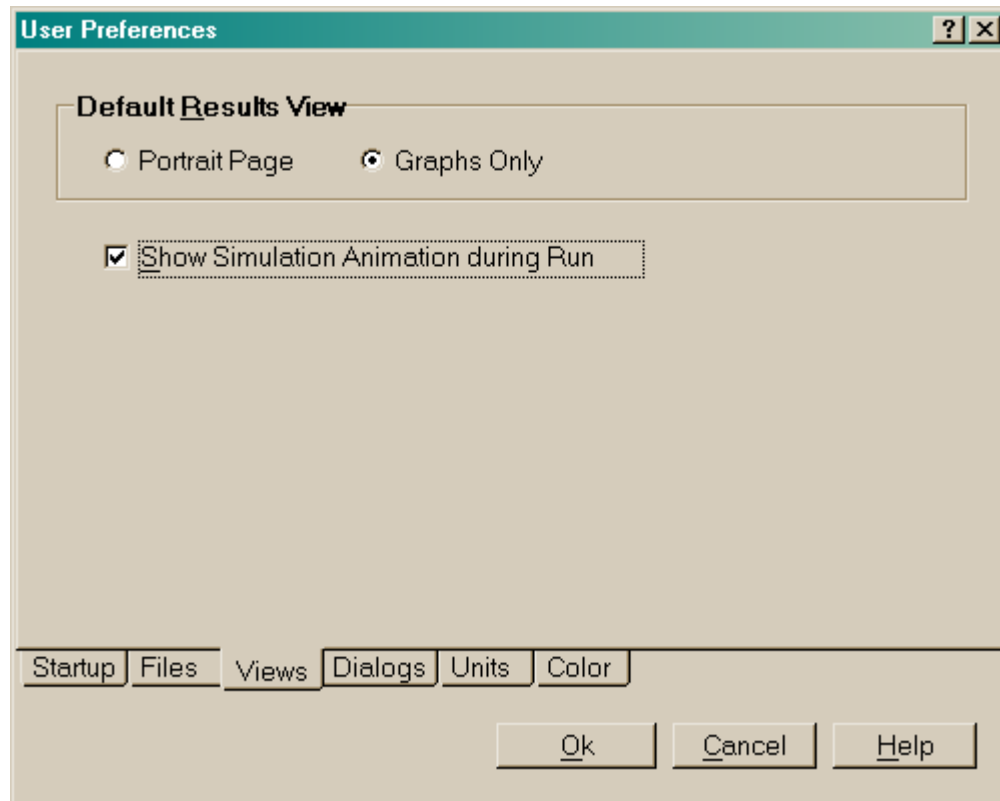 User Preferences
Default Results View
Portrait Page Graphs Only
Show Simulation Animation during Run
Startup Files Views Dialogs Units Color
Ok Cancel Help